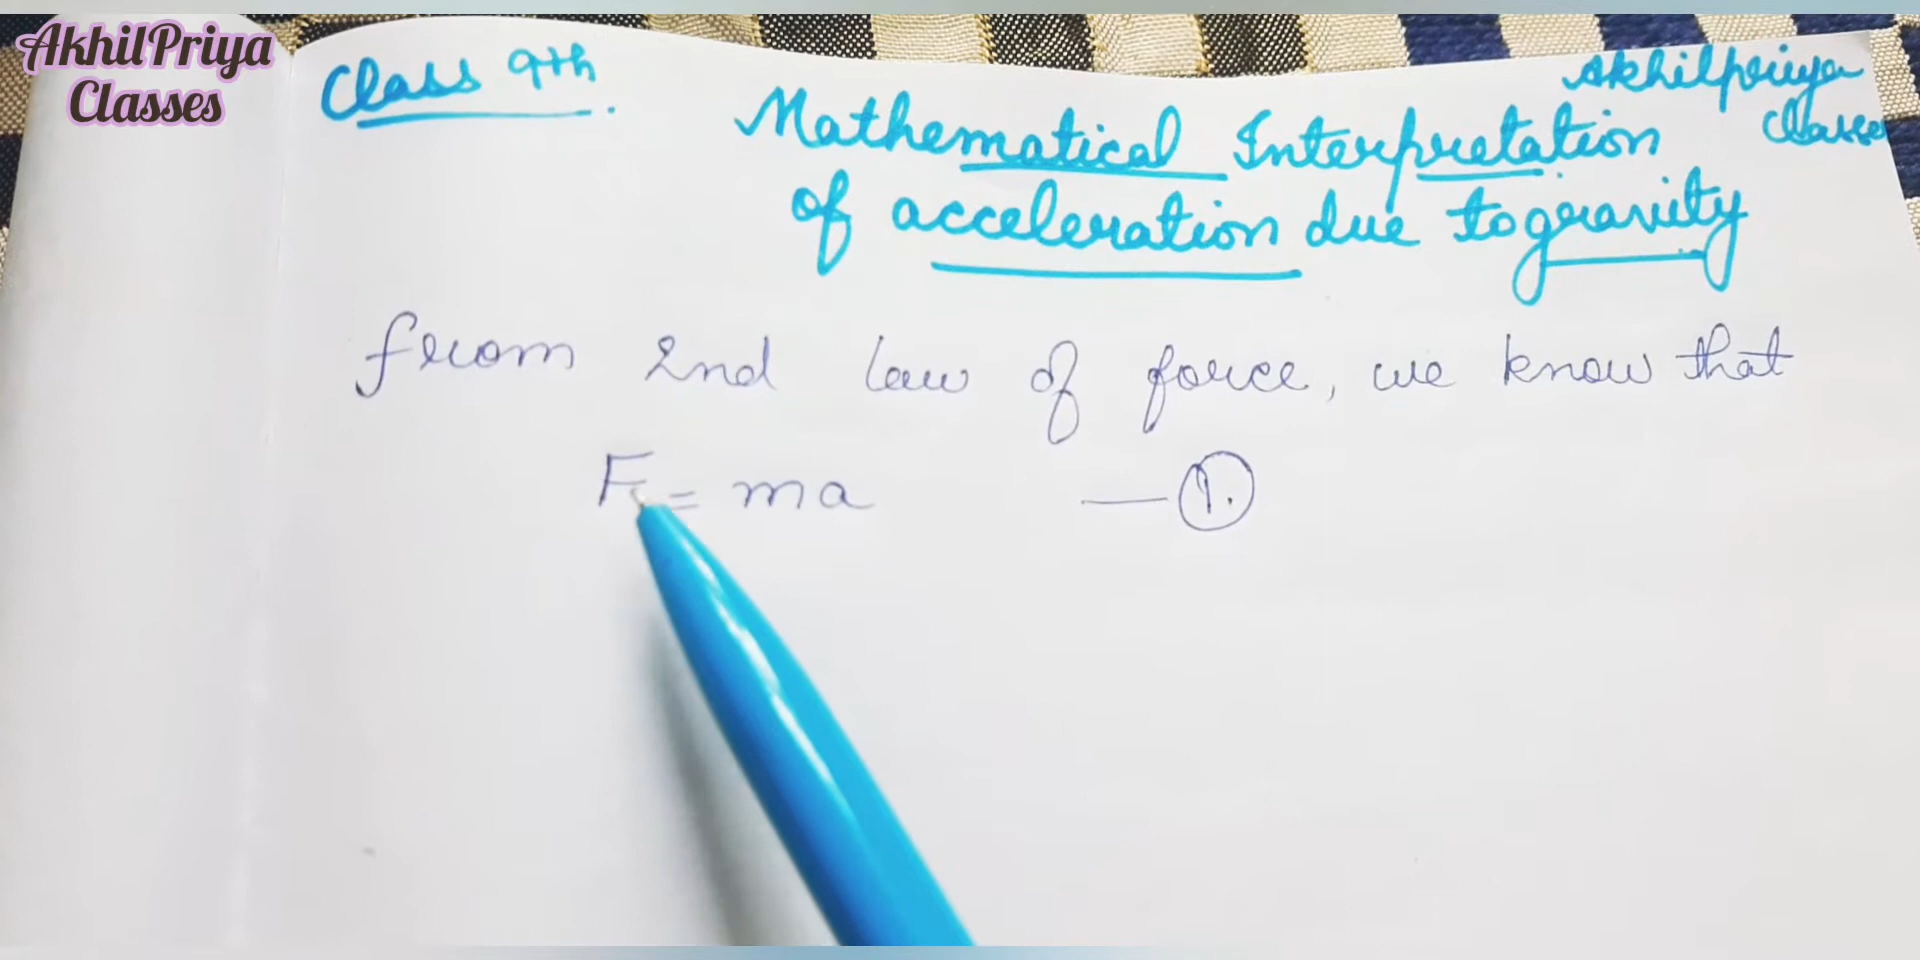 AkhilPriya
Classes
Class 9th.
Akhilpriya
Classes
Mathematical Interpretation
of acceleration due to gravity
from 2nd law of force, we know that
F = ma — 1.